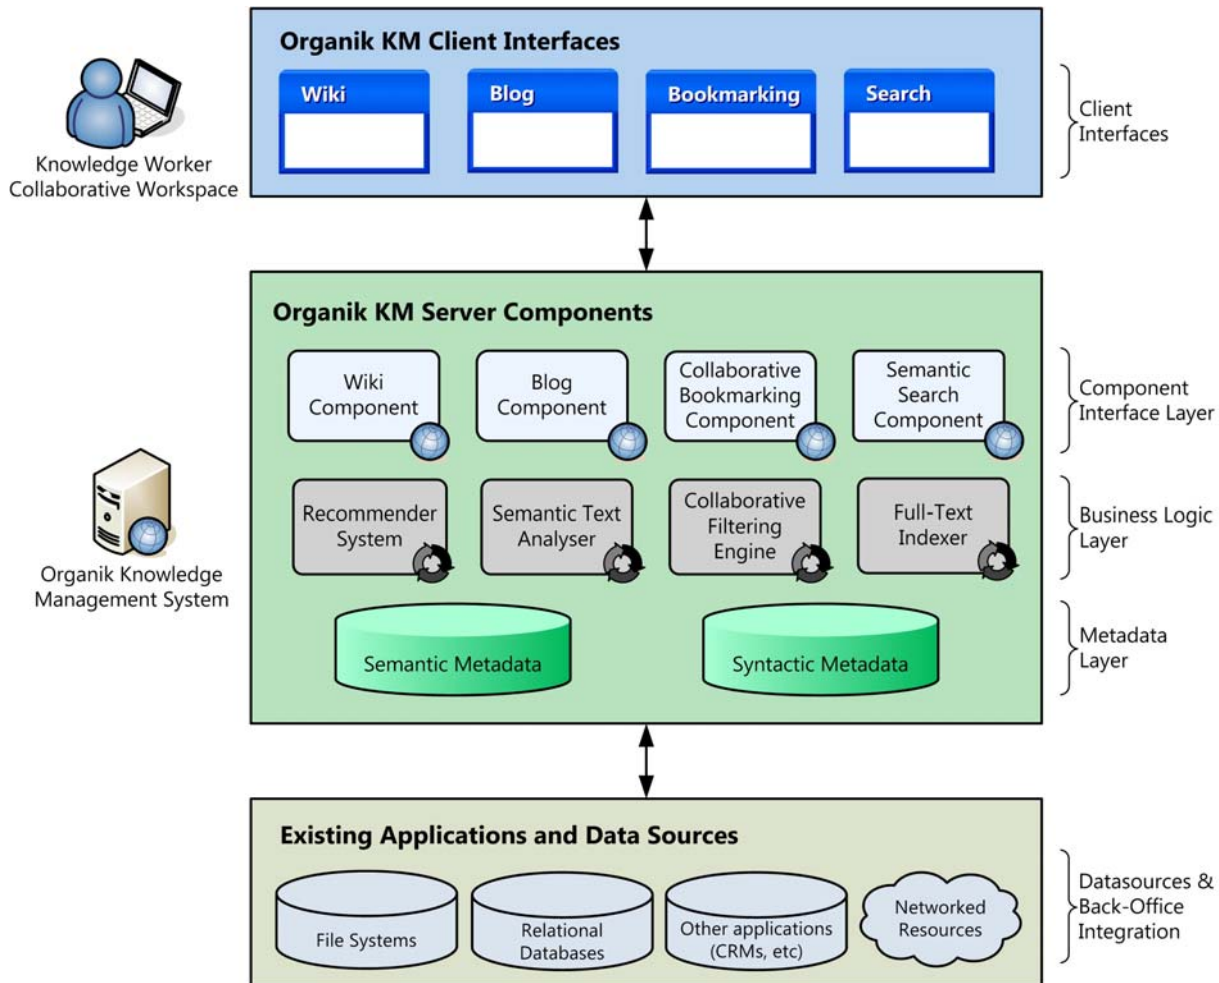 Organik KM Client Interfaces
Wiki
Blog
Bookmarking
Search
Client
Interfaces
Knowledge Worker
Collaborative Workspace
Organik KM Server Components
Wiki
Component
Blog
Component
Collaborative
Bookmarking
Component
Semantic
Search
Component
Component
Interface Layer
Recommender
System
Semantic Text
Analyser
Collaborative
Filtering
Engine
Full-Text
Indexer
Business Logic
Layer
Organik Knowledge
Management System
Semantic Metadata
Syntactic Metadata
Metadata
Layer
Existing Applications and Data Sources
File Systems
Relational
Databases
Other applications
(CRMs, etc)
Networked
Resources
Datasources &
Back-Office
Integration